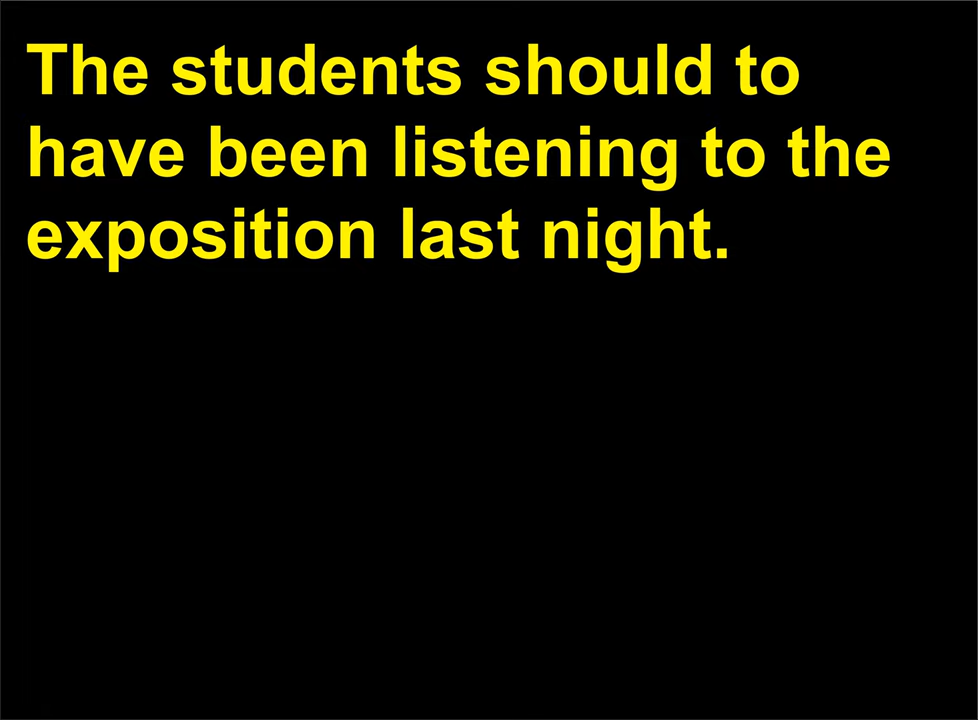 The students should to
have been listening to the
exposition last night.